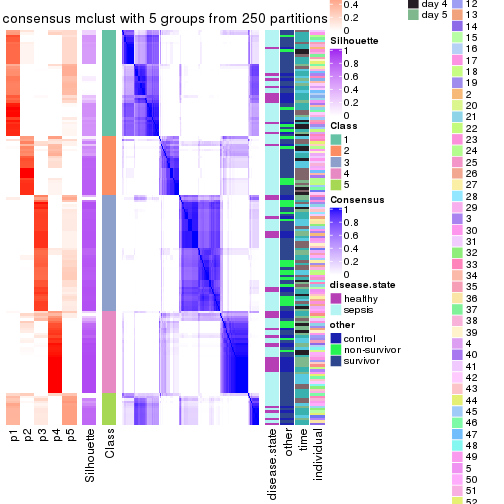 consensus mclust with 5 groups from 250 partitions
p1
p2
p3
p4
p5
Silhouette
Class
disease.state
other
time
individual
0.4
0.2
0
Silhouette
1
0.8
0.6
0.4
0.2
0
Class
1
2
3
4
5
Consensus
1
0.8
0.6
0.4
0.2
0
disease.state
healthy
sepsis
other
control
non-survivor
survivor
day 4
day 5
12
13
14
15
16
17
18
19
2
20
21
22
23
24
25
26
27
28
29
3
30
31
32
33
34
35
36
37
38
39
4
40
41
42
43
44
45
46
47
48
49
5
50
51
52